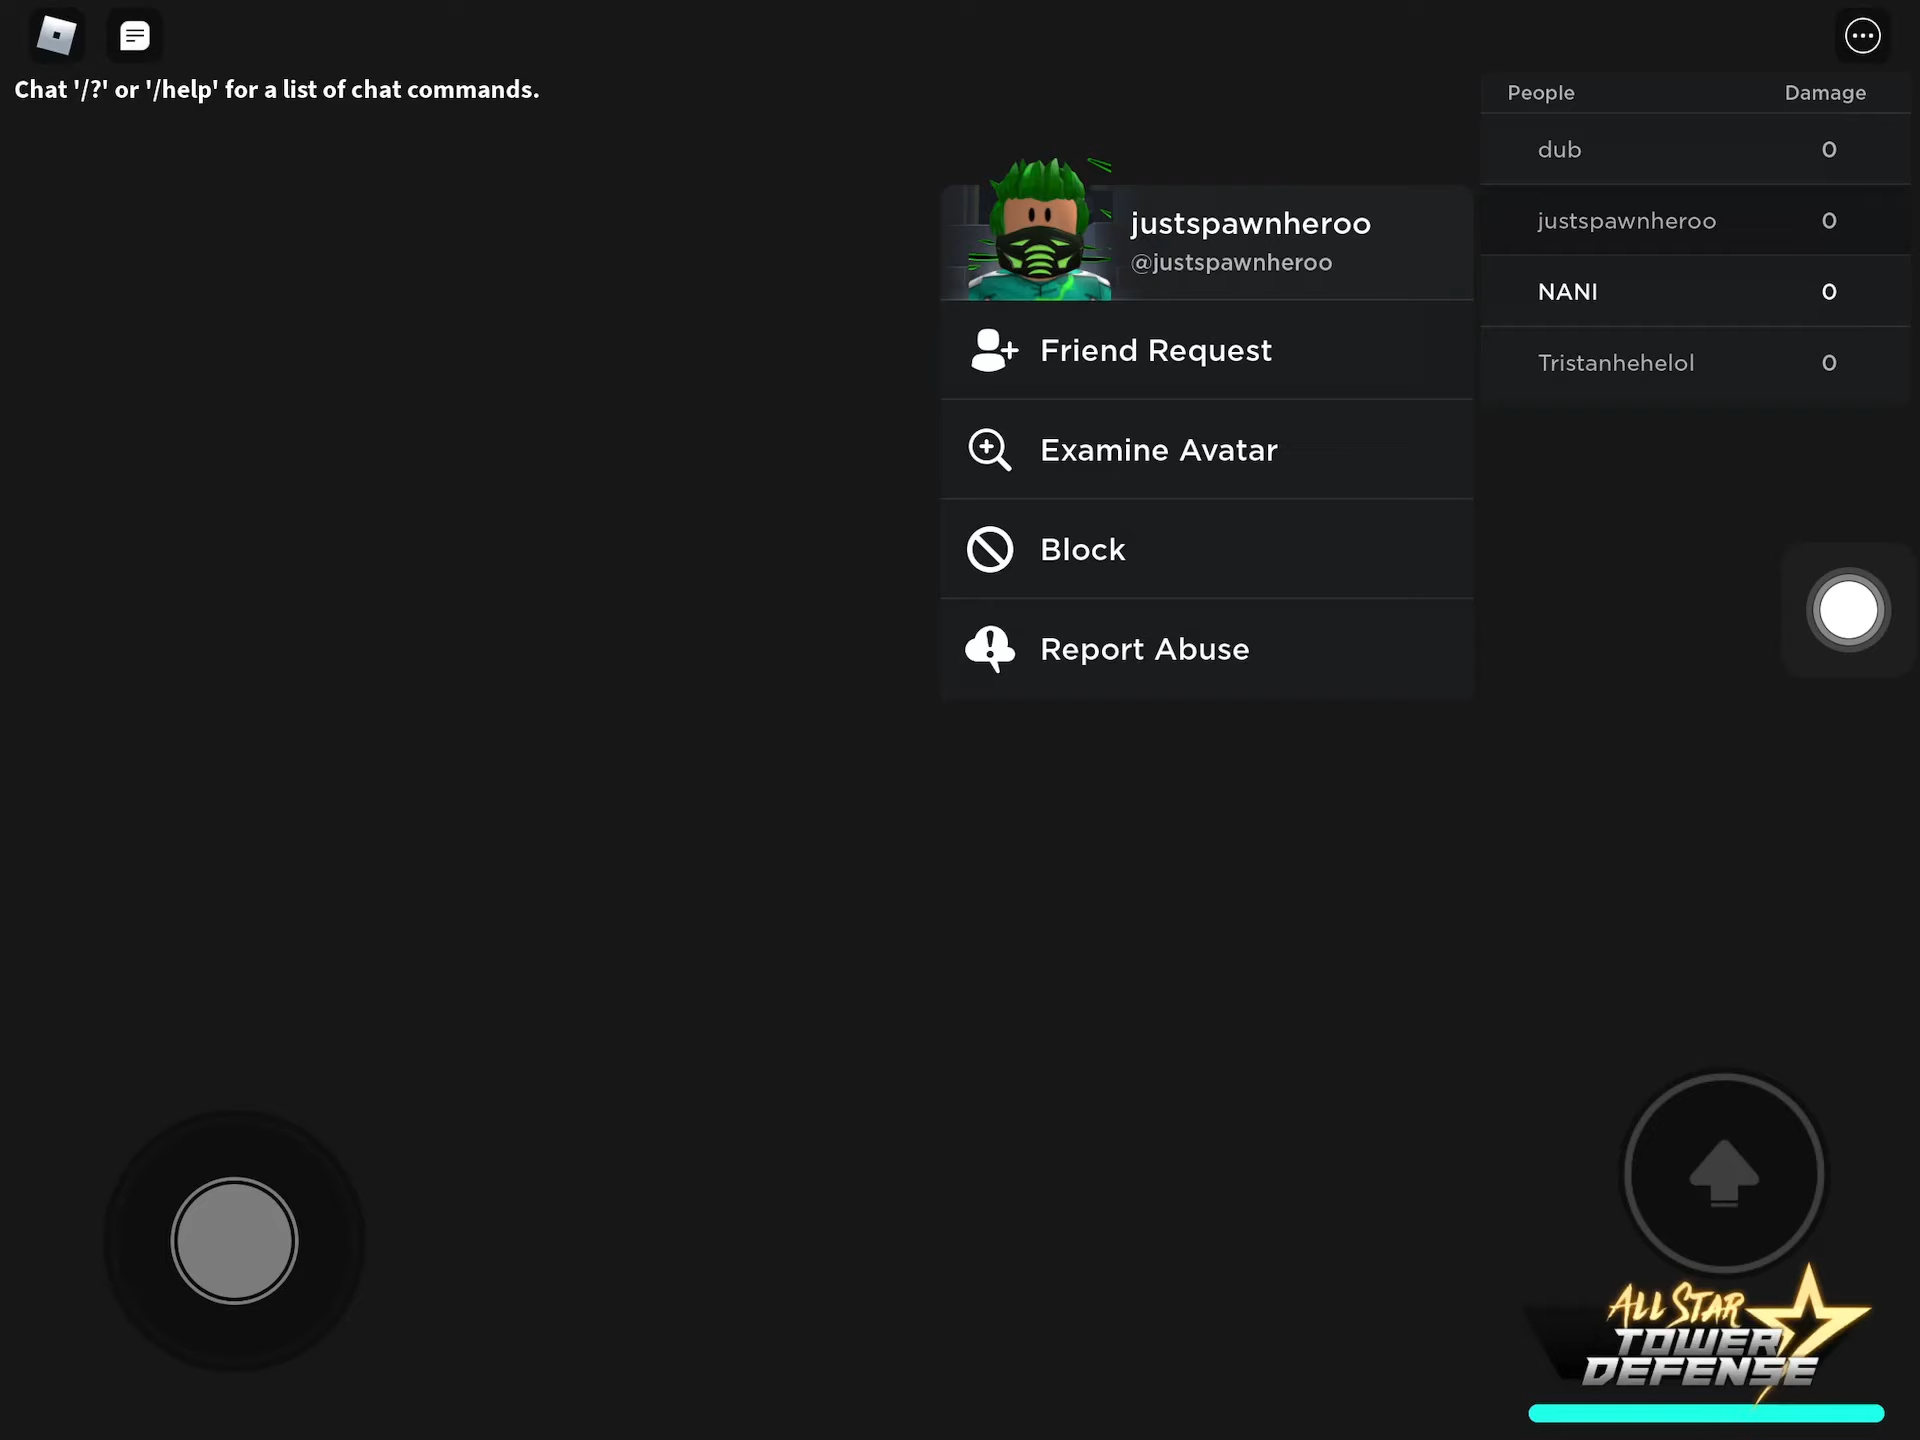 Chat '/?' or '/help' for a list of chat commands.
People Damage
dub 0
justspawnheroo 0
NANI 0
Tristanhehelol 0
justspawnheroo
@justspawnheroo
Friend Request
Examine Avatar
Block
Report Abuse
ALL STAR
TOWER
DEFENSE